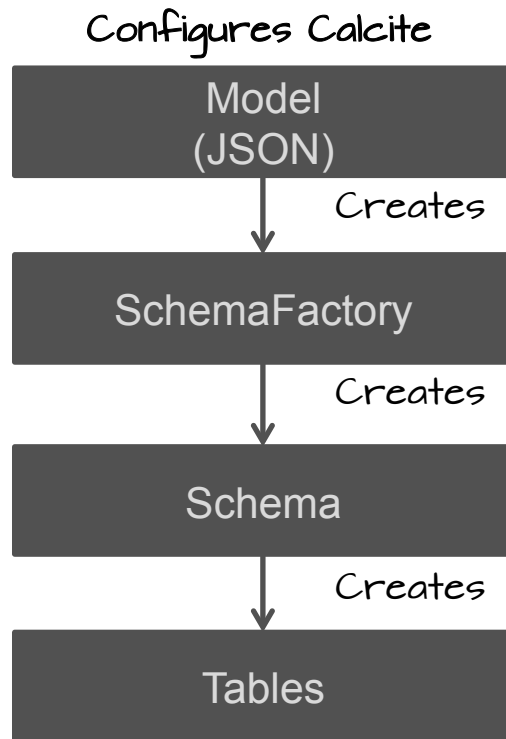 Configures Calcite
Model
(JSON)
Creates
SchemaFactory
Creates
Schema
Creates
Tables